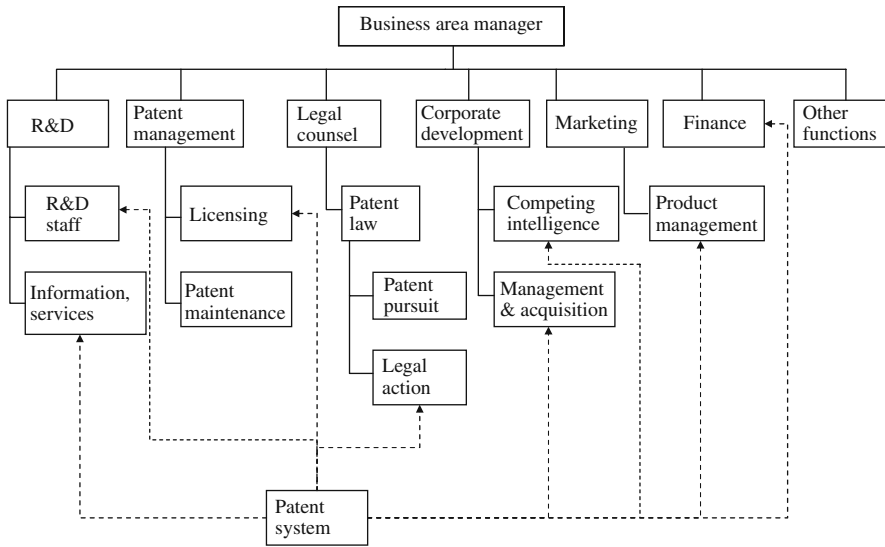 Business area manager
R&D
Patent
management
Legal
counsel
Corporate
development
Marketing
Finance
Other
functions
R&D
staff
Licensing
Patent
law
Competing
intelligence
Product
management
Information,
services
Patent
maintenance
Patent
pursuit
Management
& acquisition
Legal
action
Patent
system